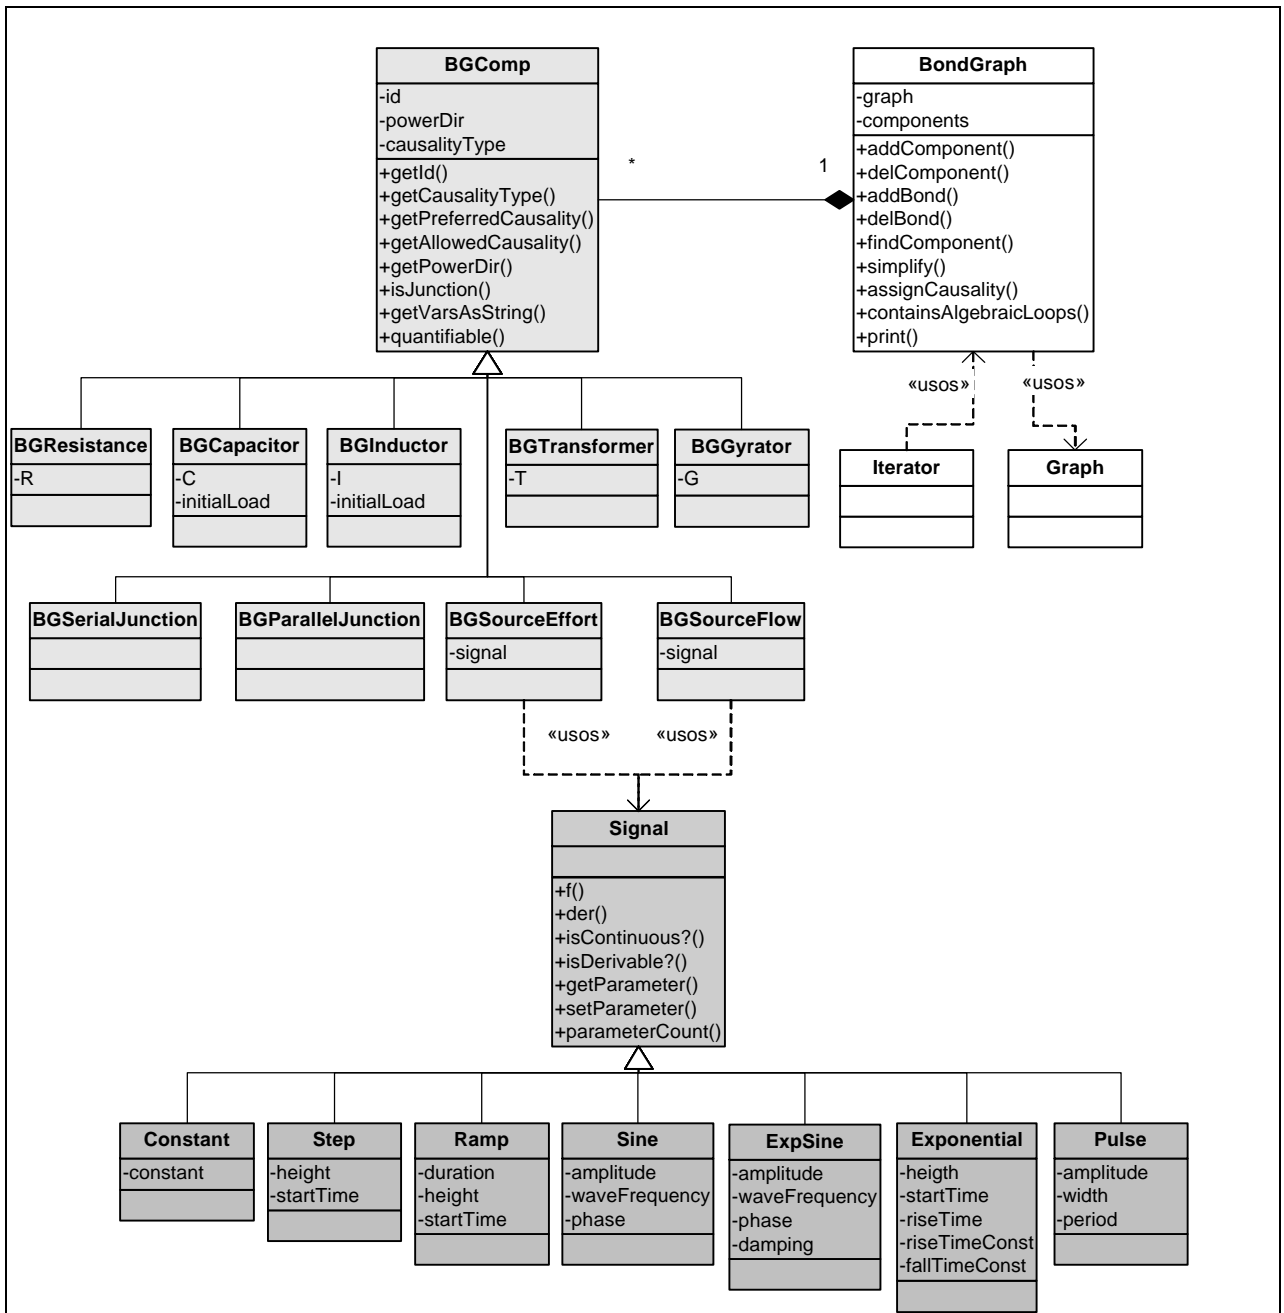 BGComp
-id
-powerDir
-causalityType
+getId()
+getCausalityType()
+getPreferredCausality()
+getAllowedCausality()
+getPowerDir()
+isJunction()
+getVarsAsString()
+quantifiable()
*
1
BondGraph
-graph
-components
+addComponent()
+delComponent()
+addBond()
+delBond()
+findComponent()
+simplify()
+assignCausality()
+containsAlgebraicLoops()
+print()
«usos»
«usos»
BGResistance
-R
BGCapacitor
-C
-initialLoad
BGInductor
-I
-initialLoad
BGTransformer
-T
BGGyrator
-G
Iterator
Graph
BGSerialJunction
BGParallelJunction
BGSourceEffort
-signal
BGSourceFlow
-signal
«usos»
«usos»
Signal
+f()
+der()
+isContinuous?()
+isDerivable?()
+getParameter()
+setParameter()
+parameterCount()
Constant
-constant
Step
-height
-startTime
Ramp
-duration
-height
-startTime
Sine
-amplitude
-waveFrequency
-phase
ExpSine
-amplitude
-waveFrequency
-phase
-damping
Exponential
-heigth
-startTime
-riseTime
-riseTimeConst
-fallTimeConst
Pulse
-amplitude
-width
-period